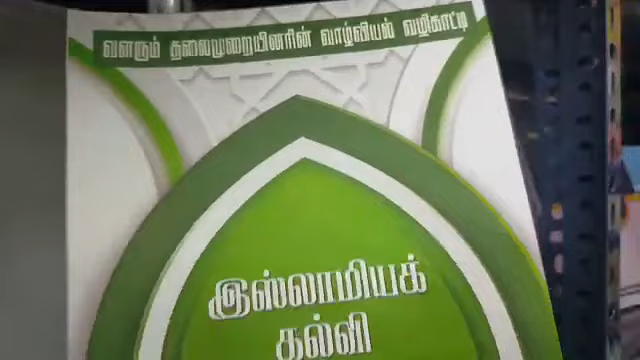 வளரும் தலைமுறையினரின் வாழ்வியல் வழிகாட்டி
இஸ்லாமியக்
கல்வி